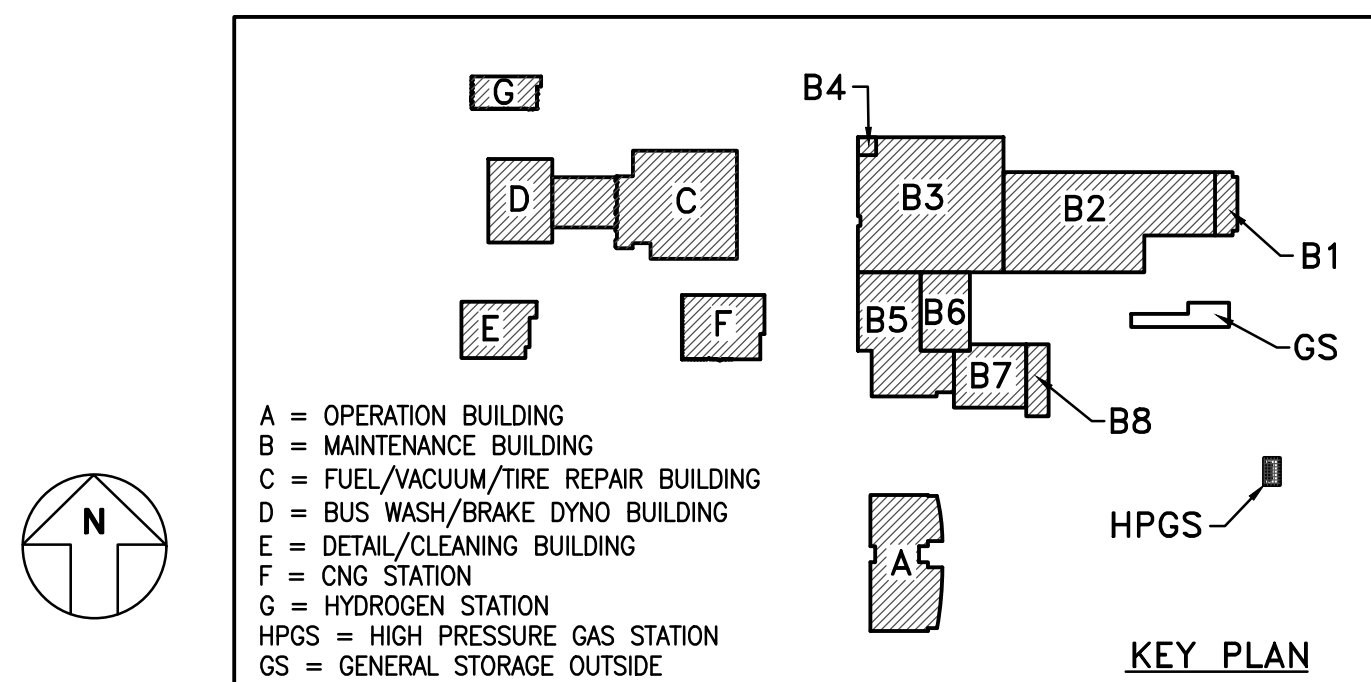 G
B4
D
C
B3
B2
B1
E
F
B5
B6
GS
B7
B8
A = OPERATION BUILDING
B = MAINTENANCE BUILDING
C = FUEL/VACUUM/TIRE REPAIR BUILDING
D = BUS WASH/BRAKE DYNO BUILDING
E = DETAIL/CLEANING BUILDING
F = CNG STATION
G = HYDROGEN STATION
HPGS = HIGH PRESSURE GAS STATION
GS = GENERAL STORAGE OUTSIDE
N
HPGS
A
KEY PLAN